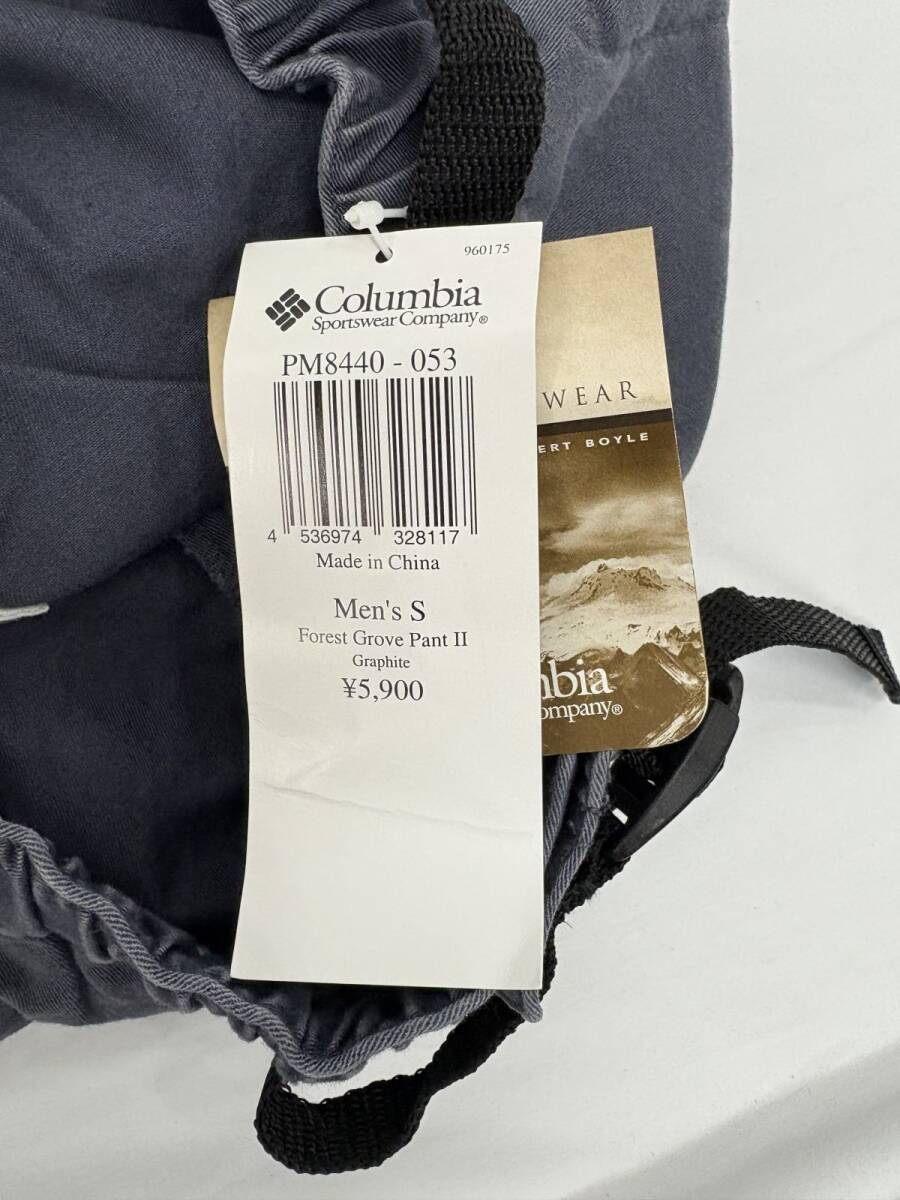 960175
Columbia
Sportswear Company®
PM8440 - 053
4 536974 328117
Made in China
Men's S
Forest Grove Pant II
Graphite
¥5,900
WEAR
ERT BOYLE
mbia
ompany®